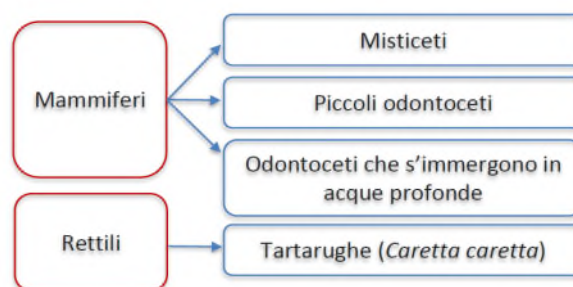 Mammiferi
Misticeti
Piccoli odontoceti
Odontoceti che s'immergono in
acque profonde
Rettili
Tartarughe (Caretta caretta)